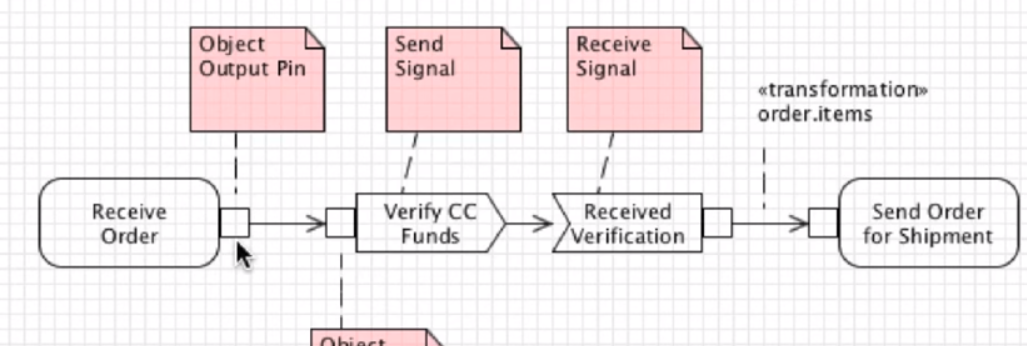 Object
Output Pin
Send
Signal
Receive
Signal
«transformation»
order.items
Receive
Order
Verify CC
Funds
Received
Verification
Send Order
for Shipment
Object